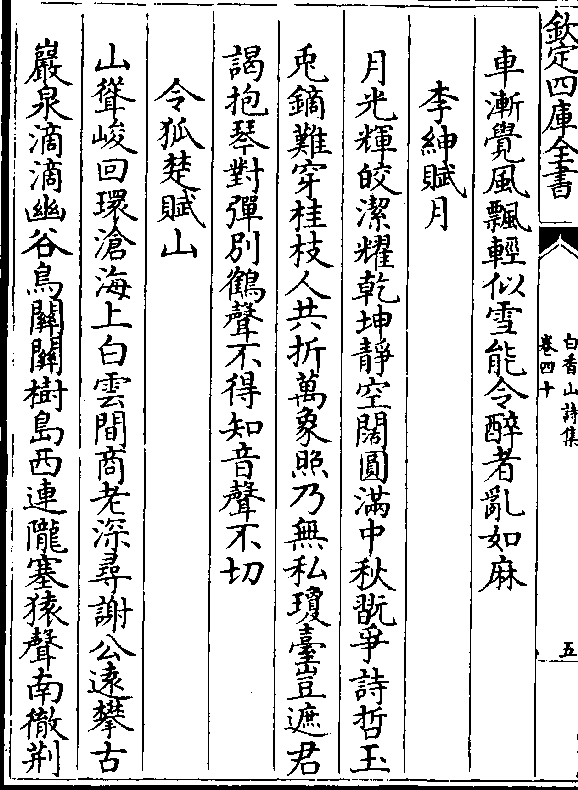 欽定四庫全書
白香山詩集
卷四十
五
車漸覺風飄輕似雪能令醉者亂如麻
李紳賦月
月光輝皎潔耀乾坤靜空闊圓滿中秋翫爭詩哲玉
兎鏑難穿桂枝人共折萬象照乃無私瓊臺豈遮君
謁抱琴對彈別鶴聲不得知音聲不切
令狐楚賦山
山聳峻回環滄海上白雲間商老深尋謝公遠攀古
巖泉滴滴幽谷鳥關關樹島西連隴塞猿聲南徹荆